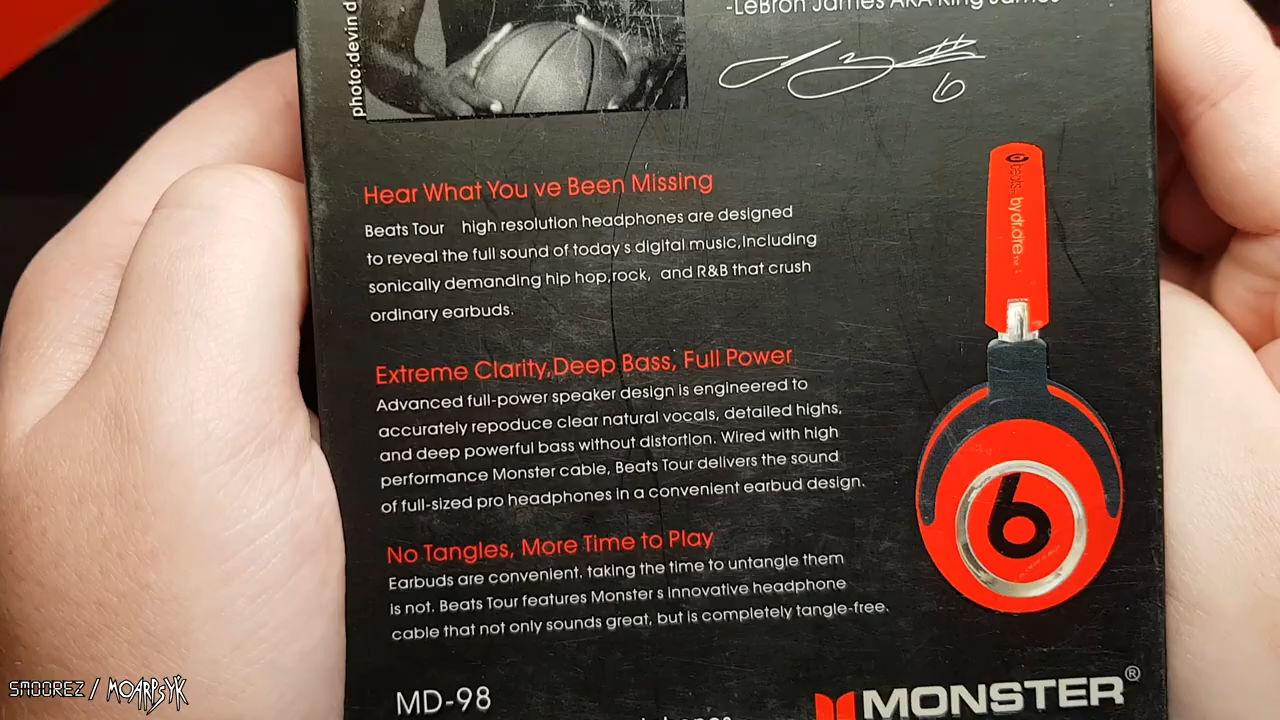 photo:devin d
-LeBron James AKA King James
6
Hear What You ve Been Missing
Beats Tour high resolution headphones are designed
to reveal the full sound of today s digital music,Including
sonically demanding hip hop,rock, and R&B that crush
ordinary earbuds.
Extreme Clarity,Deep Bass, Full Power
Advanced full-power speaker design is engineered to
accurately repoduce clear natural vocals, detailed highs,
and deep powerful bass without distortion. Wired with high
performance Monster cable, Beats Tour delivers the sound
of full-sized pro headphones in a convenient earbud design.
No Tangles, More Time to Play
Earbuds are convenient. taking the time to untangle them
is not. Beats Tour features Monster s innovative headphone
cable that not only sounds great, but is completely tangle-free.
beats by dr.dre™
b
MD-98
MONSTER®
SMOOREZ / MOARPSYK